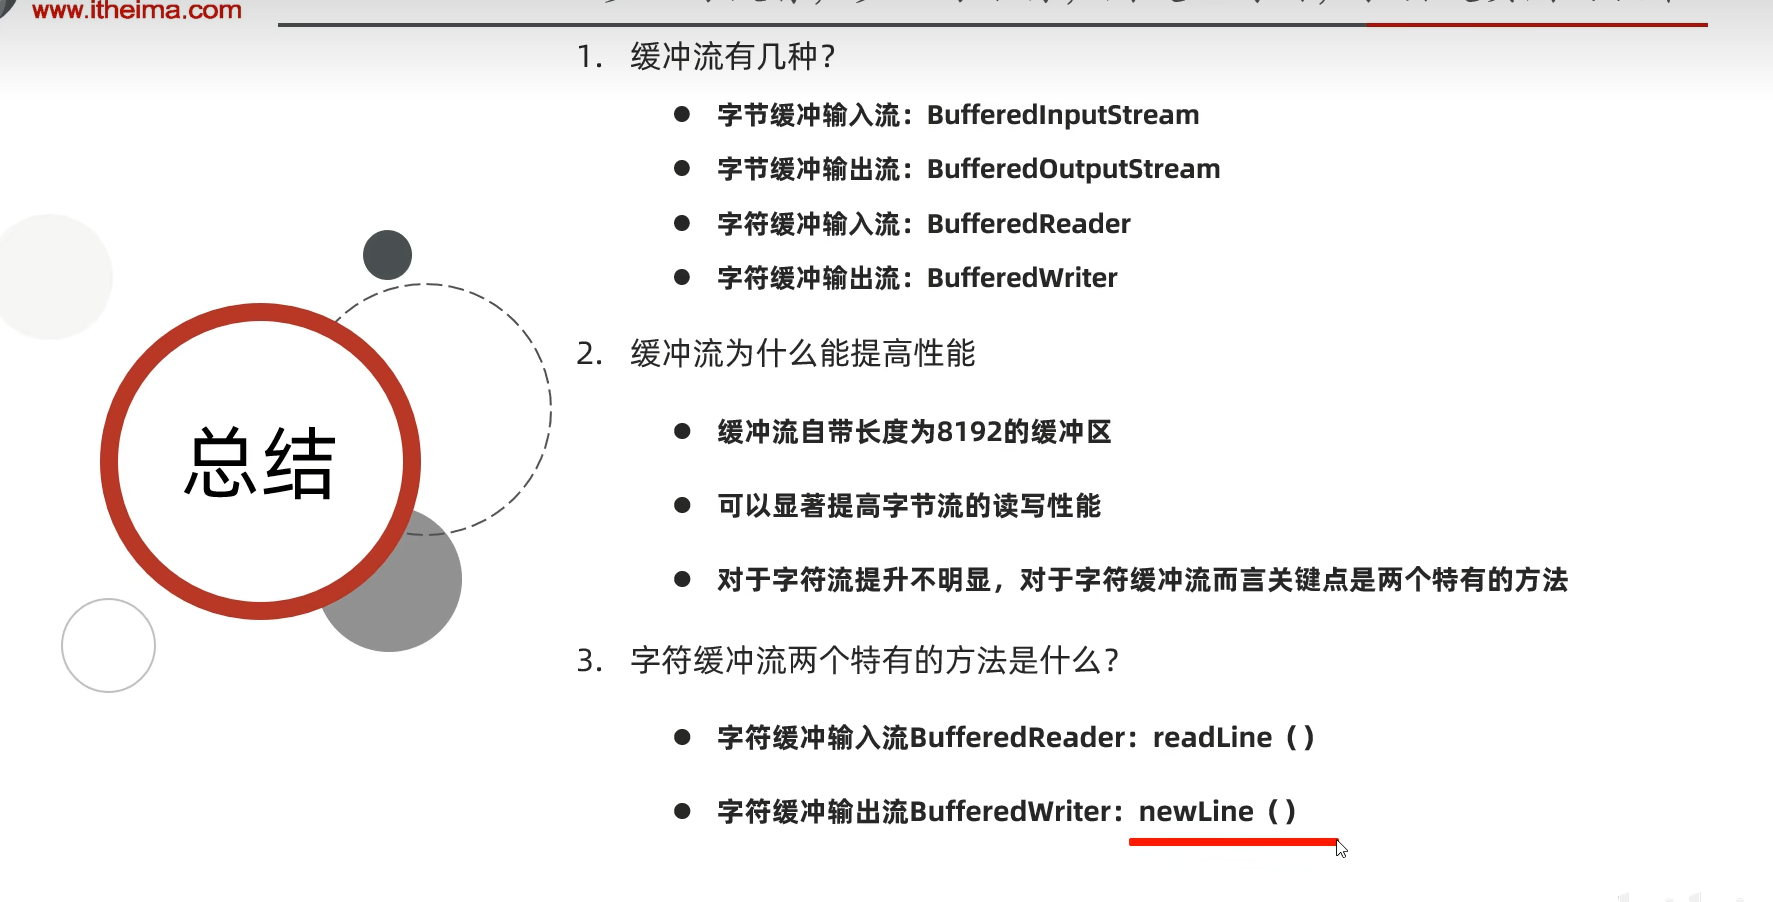 www.itheima.com
1. 缓冲流有几种？
● 字节缓冲输入流：BufferedInputStream
● 字节缓冲输出流：BufferedOutputStream
● 字符缓冲输入流：BufferedReader
● 字符缓冲输出流：BufferedWriter
2. 缓冲流为什么能提高性能
● 缓冲流自带长度为8192的缓冲区
● 可以显著提高字节流的读写性能
● 对于字符流提升不明显，对于字符缓冲流而言关键点是两个特有的方法
总结
3. 字符缓冲流两个特有的方法是什么？
● 字符缓冲输入流BufferedReader：readLine（）
● 字符缓冲输出流BufferedWriter：newLine（）